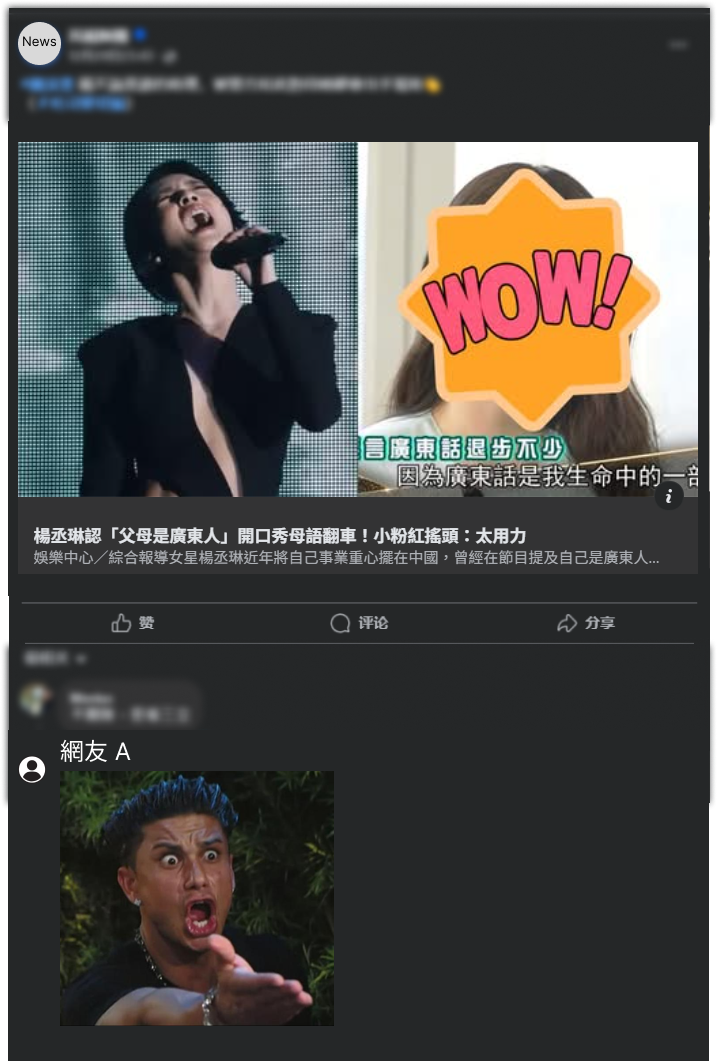 News
WOW!
言廣東話退步不少
因為廣東話是我生命中的一部
楊丞琳認「父母是廣東人」開口秀母語翻車！小粉紅搖頭：太用力
娛樂中心／綜合報導女星楊丞琳近年將自己事業重心擺在中國，曾經在節目提及自己是廣東人...
赞
评论
分享
網友 A